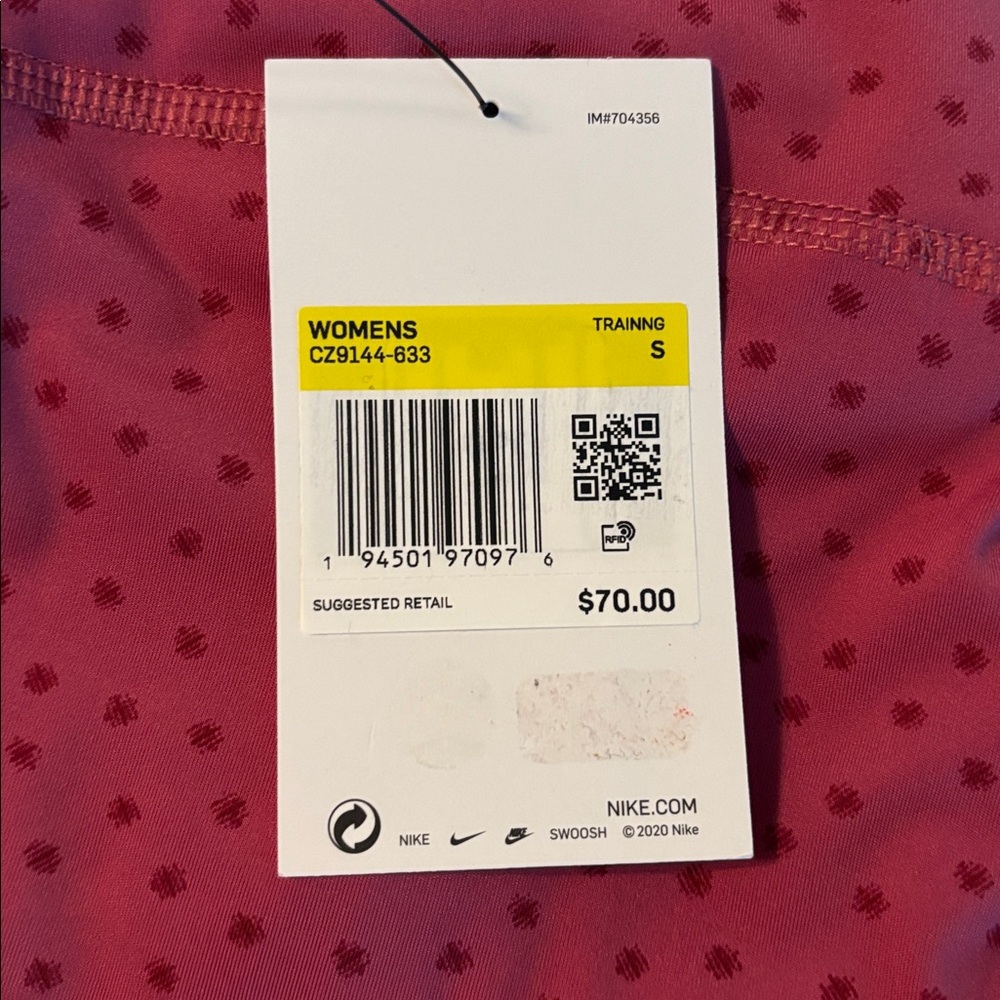 IM#704356
WOMENS TRAINNG
CZ9144-633 S
RFID
1 94501 97097 6
SUGGESTED RETAIL $70.00
NIKE.COM
NIKE SWOOSH ©2020 Nike